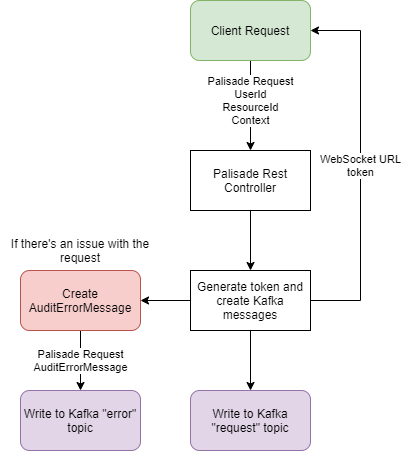 Client Request
Palisade Request
UserId
ResourceId
Context
WebSocket URL
token
Palisade Rest
Controller
If there's an issue with the
request
Create
AuditErrorMessage
Generate token and
create Kafka
messages
Palisade Request
AuditErrorMessage
Write to Kafka "error"
topic
Write to Kafka
"request" topic